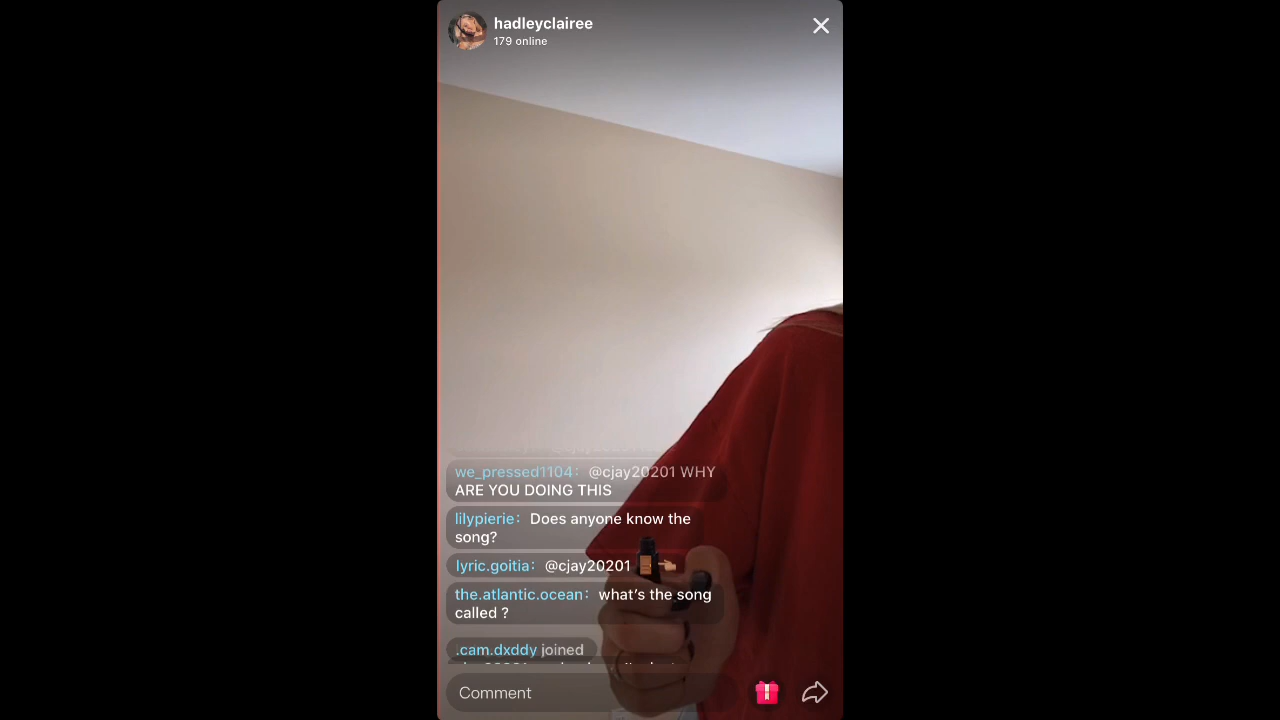 hadleyclairee
179 online
we_pressed1104: @cjay20201 WHY
ARE YOU DOING THIS
lilypierie: Does anyone know the
song?
lyric.goitia: @cjay20201
the.atlantic.ocean: what's the song
called ?
.cam.dxddy joined
Comment